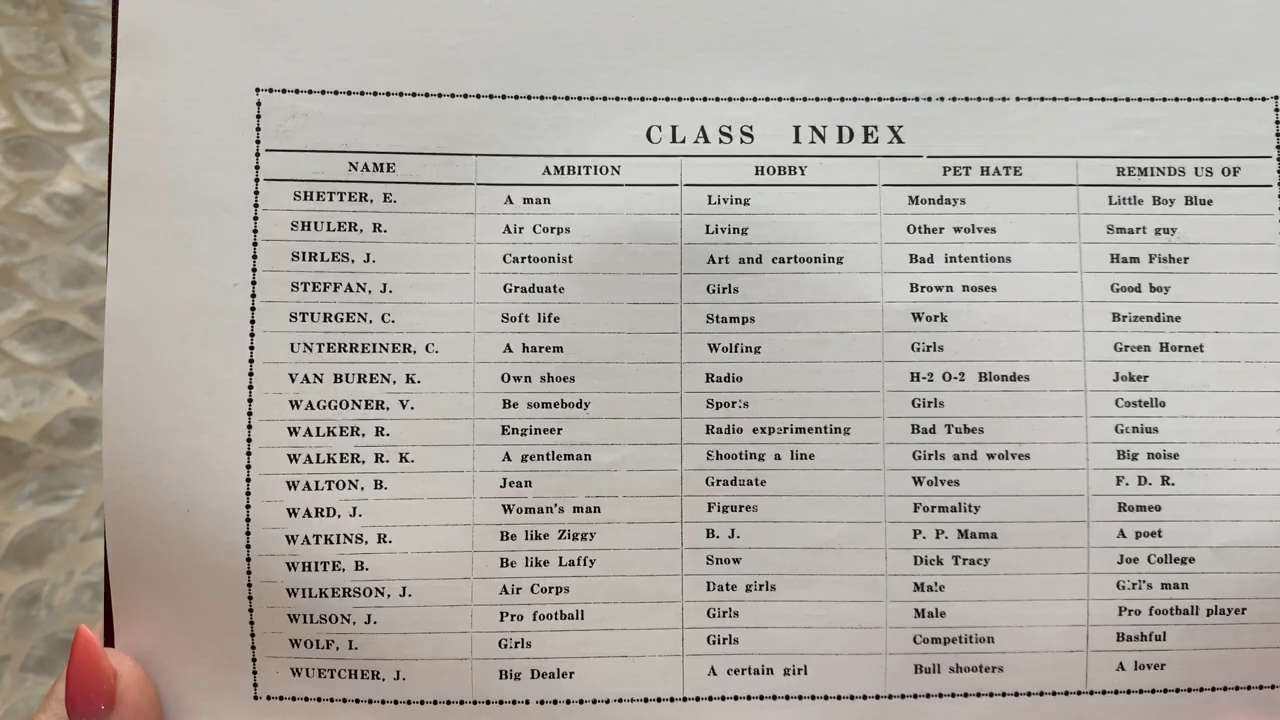 CLASS INDEX
NAME AMBITION HOBBY PET HATE REMINDS US OF
SHETTER, E. A man Living Mondays Little Boy Blue
SHULER, R. Air Corps Living Other wolves Smart guy
SIRLES, J. Cartoonist Art and cartooning Bad intentions Ham Fisher
STEFFAN, J. Graduate Girls Brown noses Good boy
STURGEN, C. Soft life Stamps Work Brizendine
UNTERREINER, C. A harem Wolfing Girls Green Hornet
VAN BUREN, K. Own shoes Radio H-2 O-2 Blondes Joker
WAGGONER, V. Be somebody Sports Girls Costello
WALKER, R. Engineer Radio experimenting Bad Tubes Genius
WALKER, R. K. A gentleman Shooting a line Girls and wolves Big noise
WALTON, B. Jean Graduate Wolves F. D. R.
WARD, J. Woman's man Figures Formality Romeo
WATKINS, R. Be like Ziggy B. J. P. P. Mama A poet
WHITE, B. Be like Laffy Snow Dick Tracy Joe College
WILKERSON, J. Air Corps Date girls Male Girl's man
WILSON, J. Pro football Girls Male Pro football player
WOLF, I. Girls Girls Competition Bashful
WUETCHER, J. Big Dealer A certain girl Bull shooters A lover